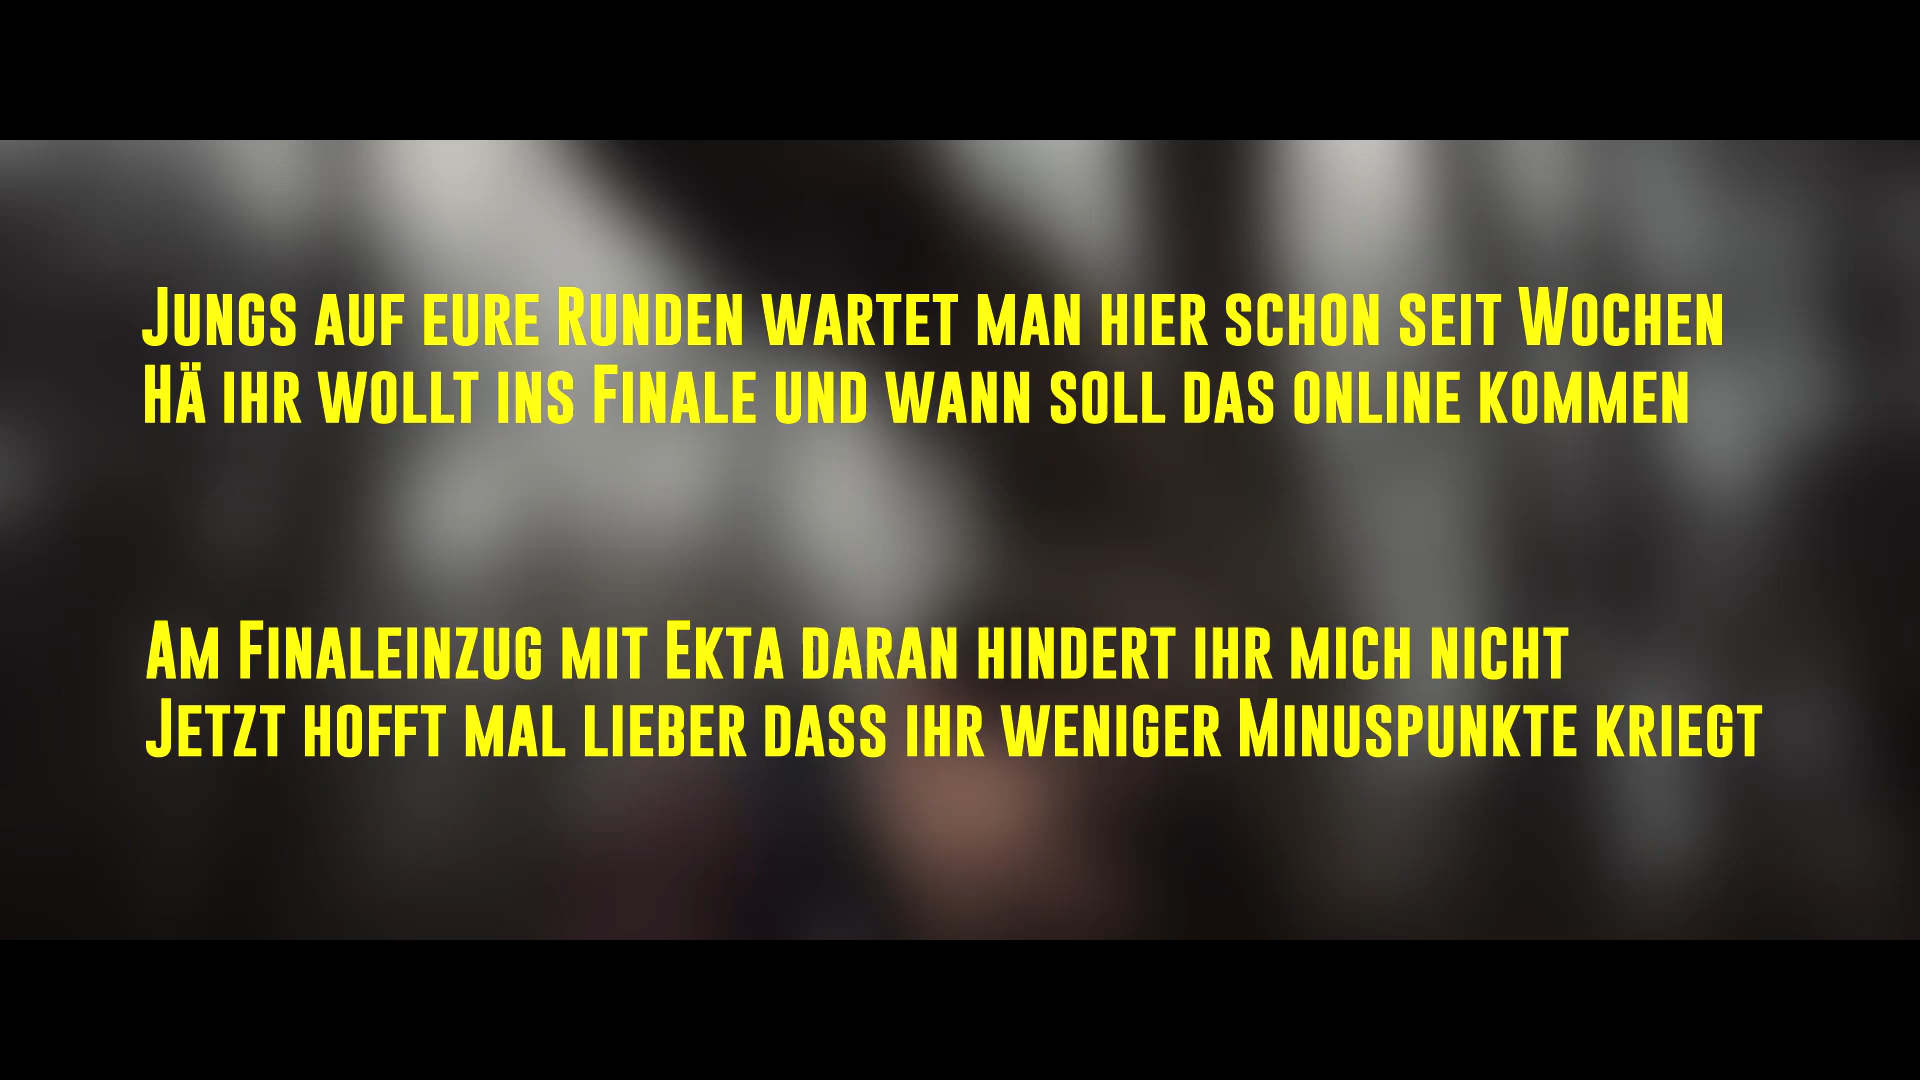 Jungs auf eure Runden wartet man hier schon seit Wochen
Hä ihr wollt ins Finale und wann soll das online kommen
Am Finaleinzug mit Ekta daran hindert ihr mich nicht
Jetzt hofft mal lieber dass ihr weniger Minuspunkte kriegt